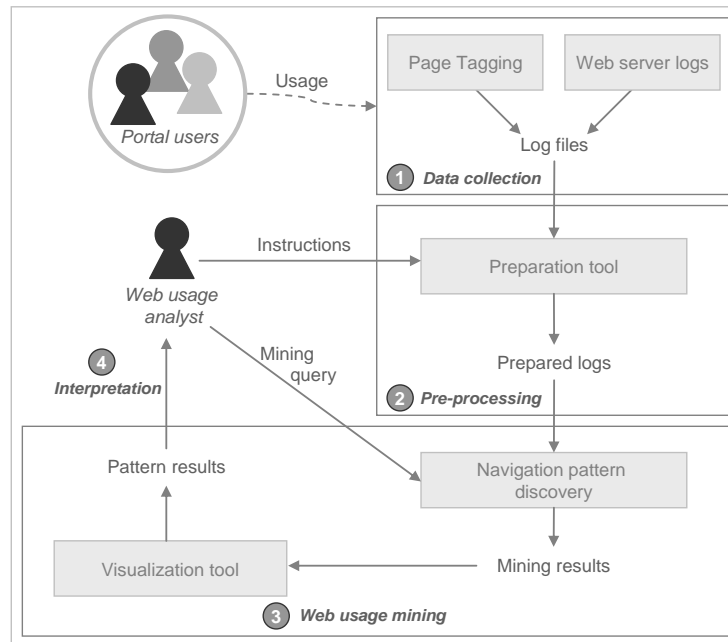 Usage
Page Tagging
Web server logs
Portal users
Log files
1 Data collection
Instructions
Preparation tool
Web usage
analyst
Mining
query
Prepared logs
4
Interpretation
2 Pre-processing
Pattern results
Navigation pattern
discovery
Visualization tool
Mining results
3 Web usage mining